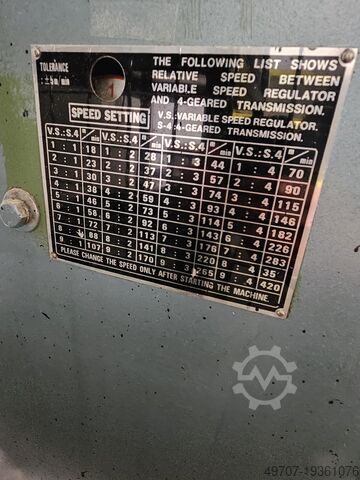 THE FOLLOWING LIST SHOWS
RELATIVE SPEED BETWEEN
VARIABLE SPEED REGULATOR
AND 4-GEARED TRANSMISSION.
V.S:VARIABLE SPEED REGULATOR.
S-4:4-GEARED TRANSMISSION.
TOLERANCE
: ±5m/min
1
SPEED SETTING
V.S.:S.4 m/min V.S.:S.4 m/min
1 : 1 18 1 : 2 28 1 : 3 44 1 : 4 70
2 : 1 23 2 : 2 37 2 : 3 57 2 : 4 90
3 : 1 30 3 : 2 47 3 : 3 74 3 : 4 115
4 : 1 38 4 : 2 59 4 : 3 93 4 : 4 146
5 : 1 46 5 : 2 73 5 : 3 114 5 : 4 182
6 : 1 58 6 : 2 92 6 : 3 143 6 : 4 226
7 : 1 72 7 : 2 113 7 : 3 176 7 : 4 283
8 : 1 88 8 : 2 141 8 : 3 220 8 : 4 35
9 : 1 107 9 : 2 170 9 : 3 265 9 : 4 420
PLEASE CHANGE THE SPEED ONLY AFTER STARTING THE MACHINE.
49707-19361076